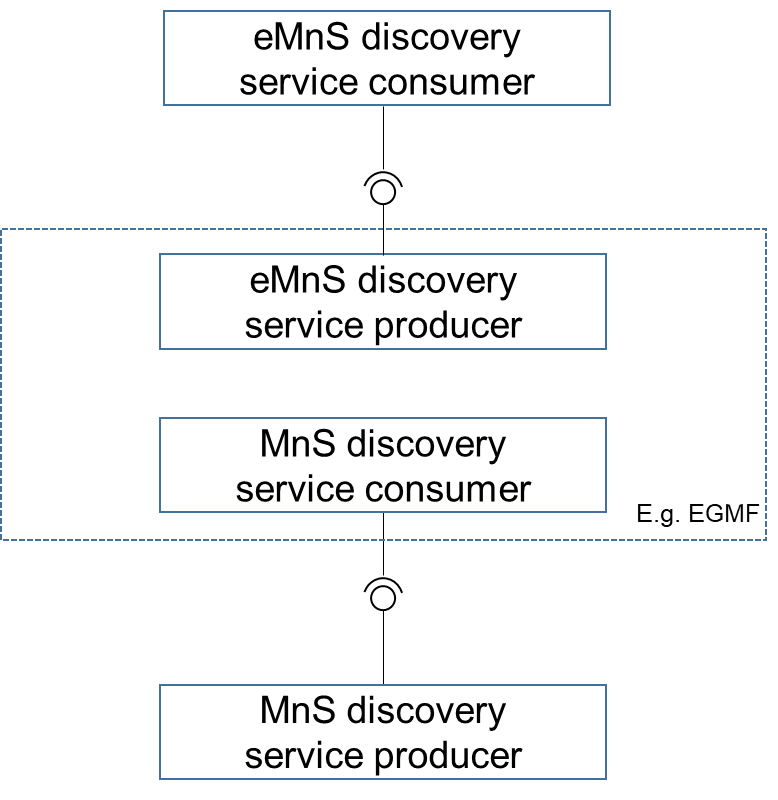 eMnS discovery
service consumer
eMnS discovery
service producer
MnS discovery
service consumer
E.g. EGMF
MnS discovery
service producer